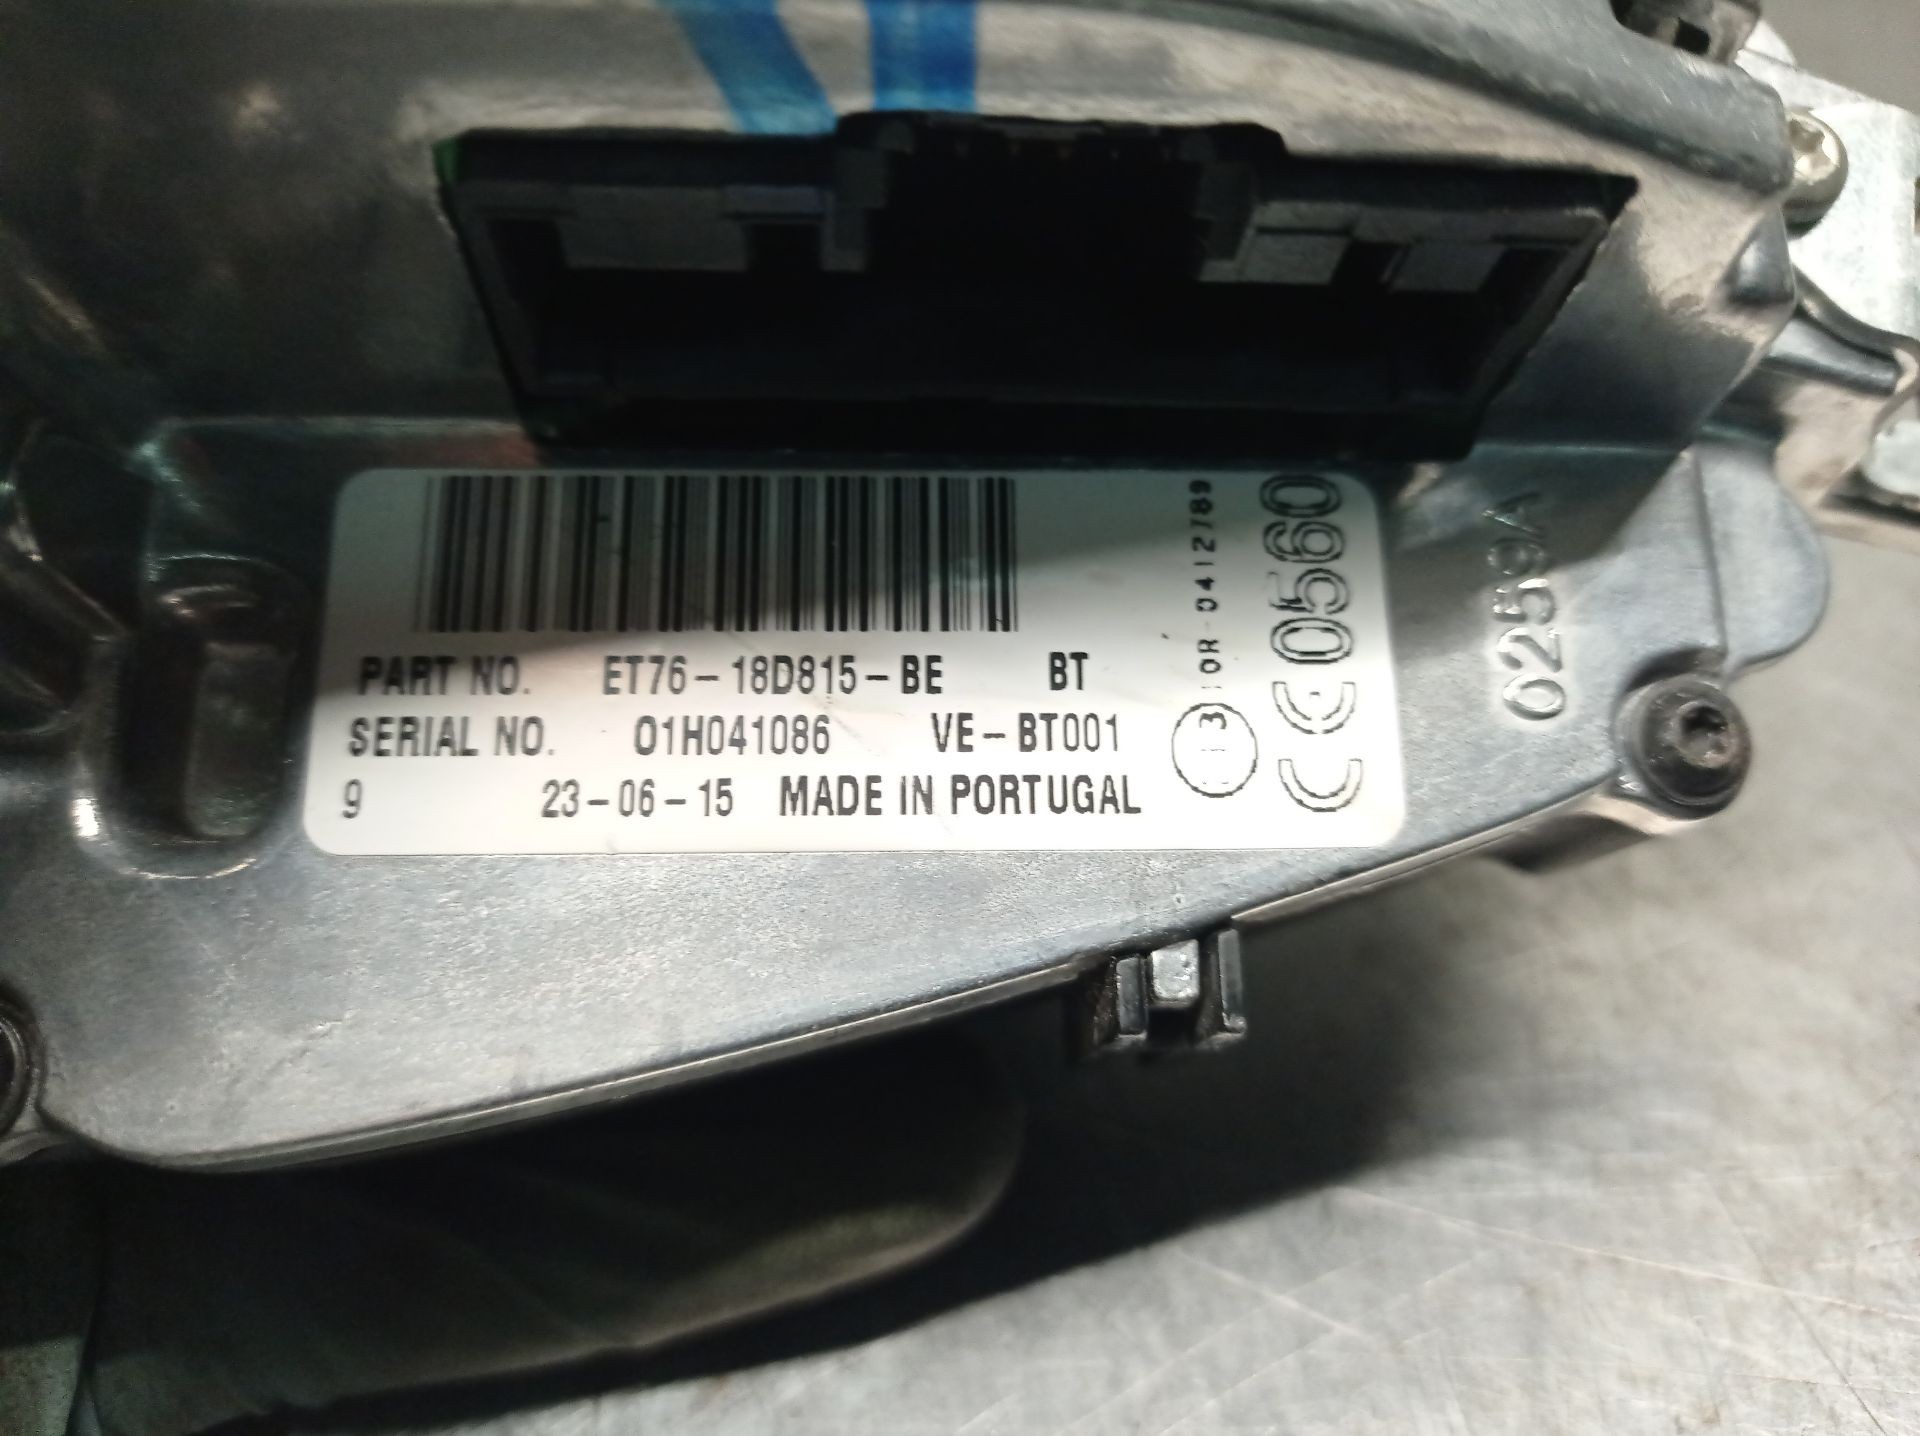 PART NO. ET76-18D815-BE BT
SERIAL NO. 01H041086 VE-BT001
9 23-06-15 MADE IN PORTUGAL
10R-0412789
CE0560
0259A